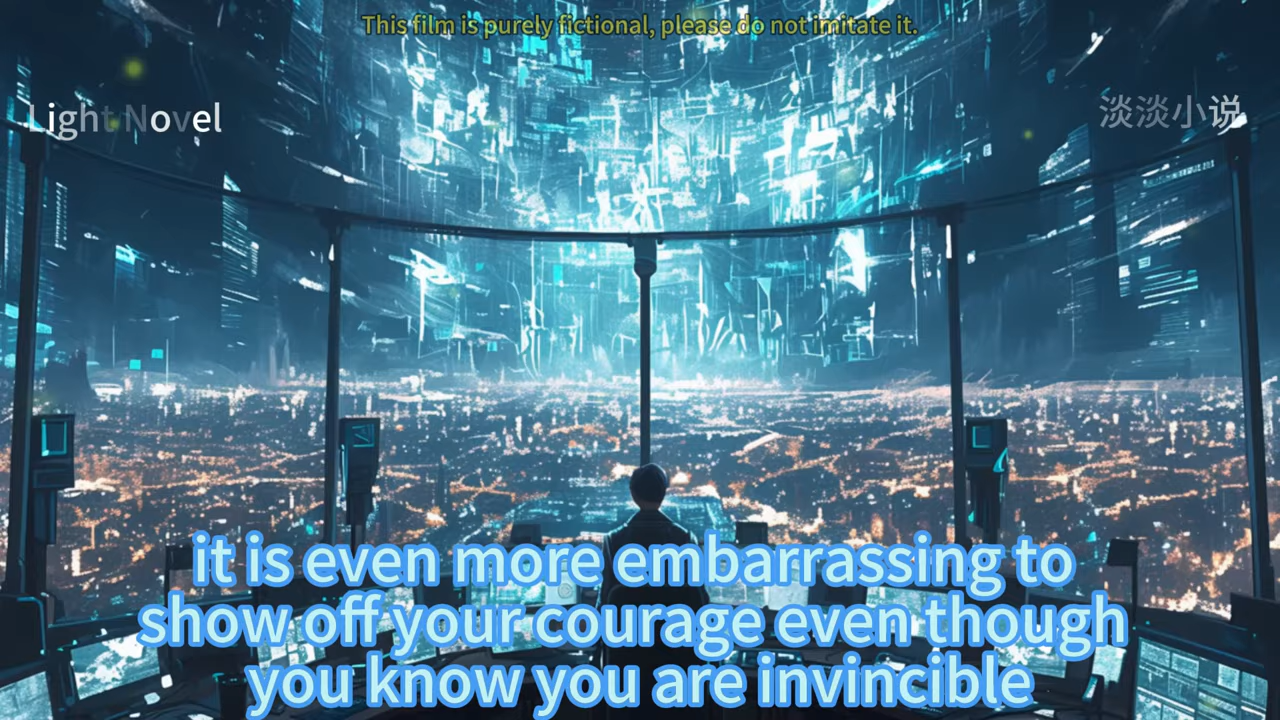 This film is purely fictional, please do not imitate it.
Light Novel
淡淡小说
it is even more embarrassing to
show off your courage even though
you know you are invincible